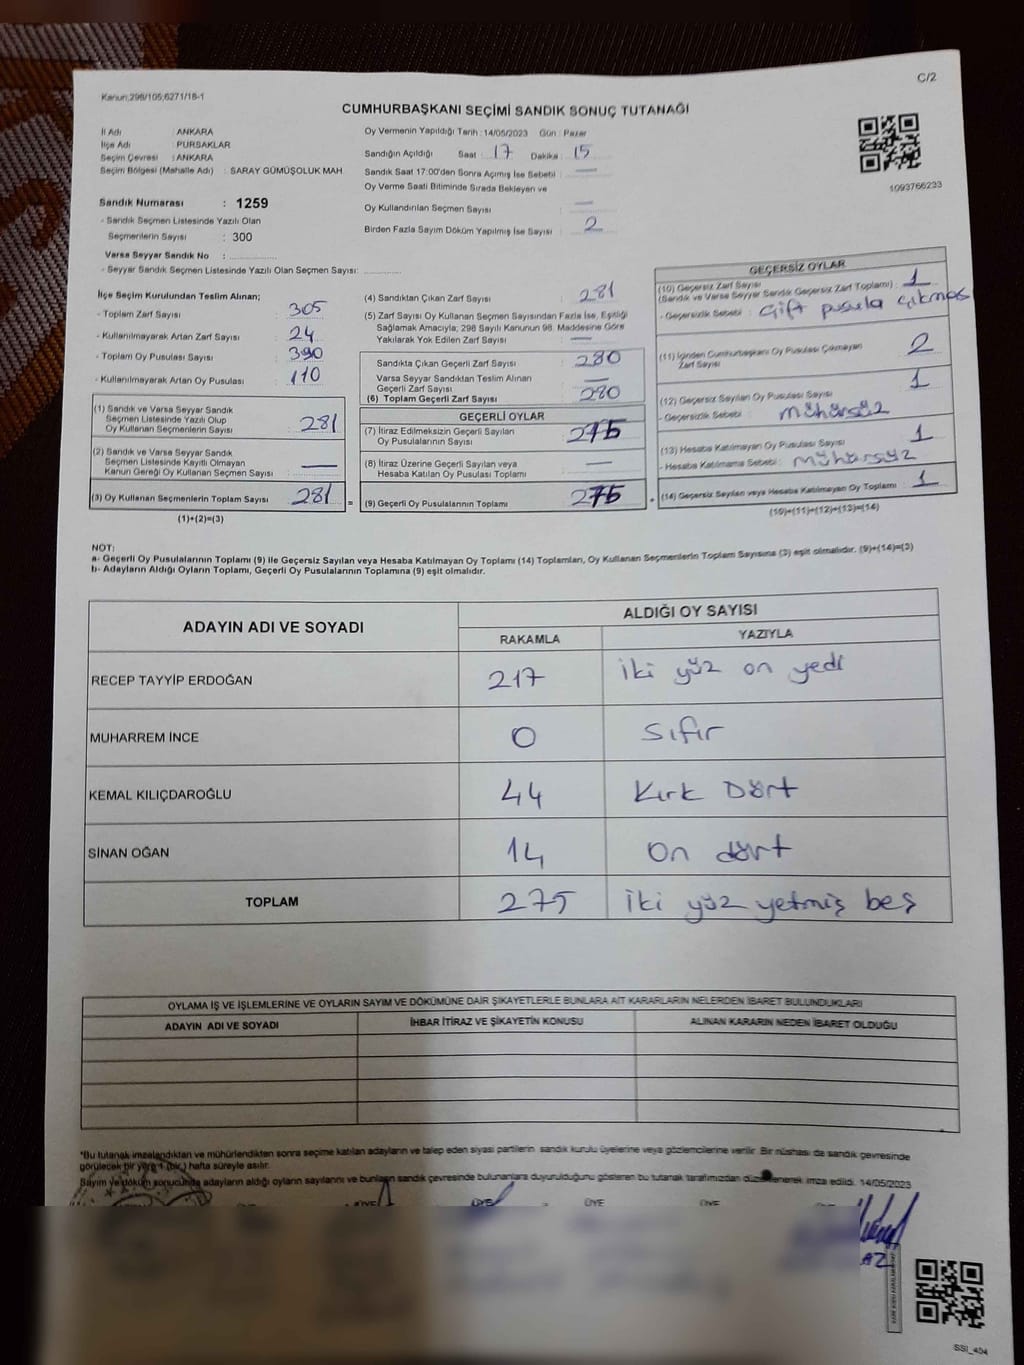 C/2
Kanun;298/105;6271/18-1
CUMHURBAŞKANI SEÇİMİ SANDIK SONUÇ TUTANAĞI
İl Adı : ANKARA
İlçe Adı : PURSAKLAR
Seçim Çevresi : ANKARA
Seçim Bölgesi (Mahalle Adı) : SARAY GÜMÜŞOLUK MAH
Sandık Numarası : 1259
- Sandık Seçmen Listesinde Yazılı Olan
Seçmenlerin Sayısı : 300
Varsa Seyyar Sandık No : ..............
- Seyyar Sandık Seçmen Listesinde Yazılı Olan Seçmen Sayısı: ............
Oy Vermenin Yapıldığı Tarih : 14/05/2023 Gün : Pazar
Sandığın Açıldığı Saat : 17 Dakika : 15
Sandık Saat 17:00'den Sonra Açımış İse Sebebi : —
Oy Verme Saati Bitiminde Sırada Bekleyen ve
Oy Kullandırılan Seçmen Sayısı : —
Birden Fazla Sayım Döküm Yapılmış İse Sayısı : 2
1093766233
İlçe Seçim Kurulundan Teslim Alınan;
- Toplam Zarf Sayısı : 305
- Kullanılmayarak Artan Zarf Sayısı : 24
- Toplam Oy Pusulası Sayısı : 390
- Kullanılmayarak Artan Oy Pusulası : 110
(1) Sandık ve Varsa Seyyar Sandık
Seçmen Listesinde Yazılı Olup
Oy Kullanan Seçmenlerin Sayısı : 281
(2) Sandık ve Varsa Seyyar Sandık
Seçmen Listesinde Kayıtlı Olmayan
Kanun Gereği Oy Kullanan Seçmen Sayısı : —
(3) Oy Kullanan Seçmenlerin Toplam Sayısı : 281 =
(1)+(2)=(3)
(4) Sandıktan Çıkan Zarf Sayısı : 281
(5) Zarf Sayısı Oy Kullanan Seçmen Sayısından Fazla İse, Eşitliği
Sağlamak Amacıyla; 298 Sayılı Kanunun 98. Maddesine Göre
Yakılarak Yok Edilen Zarf Sayısı : —
Sandıkta Çıkan Geçerli Zarf Sayısı : 280
Varsa Seyyar Sandıktan Teslim Alınan
Geçerli Zarf Sayısı : —
(6) Toplam Geçerli Zarf Sayısı : 280
GEÇERLİ OYLAR
(7) İtiraz Edilmeksizin Geçerli Sayılan
Oy Pusulalarının Sayısı : 275
(8) İtiraz Üzerine Geçerli Sayılan veya
Hesaba Katılan Oy Pusulası Toplamı : —
(9) Geçerli Oy Pusulalarının Toplamı : 275 +
GEÇERSİZ OYLAR
(10) Geçersiz Zarf Sayısı
(Sandık ve Varsa Seyyar Sandık Geçersiz Zarf Toplamı) : 1
- Geçersizlik Sebebi : Çift pusula çıkması
(11) İçinden Cumhurbaşkanı Oy Pusulası Çıkmayan
Zarf Sayısı : 2
(12) Geçersiz Sayılan Oy Pusulası Sayısı : 1
- Geçersizlik Sebebi : Mühürsüz
(13) Hesaba Katılmayan Oy Pusulası Sayısı : 1
- Hesaba Katılmama Sebebi : Mühürsüz
(14) Geçersiz Sayılan veya Hesaba Katılmayan Oy Toplamı : 1
(10)+(11)+(12)+(13)=(14)
NOT:
a- Geçerli Oy Pusulalarının Toplamı (9) ile Geçersiz Sayılan veya Hesaba Katılmayan Oy Toplamı (14) Toplamları, Oy Kullanan Seçmenlerin Toplam Sayısına (3) eşit olmalıdır. (9)+(14)=(3)
b- Adayların Aldığı Oyların Toplamı, Geçerli Oy Pusulalarının Toplamına (9) eşit olmalıdır.
ADAYIN ADI VE SOYADI
ALDIĞI OY SAYISI
RAKAMLA YAZIYLA
RECEP TAYYİP ERDOĞAN 217 iki yüz on yedi
MUHARREM İNCE 0 sıfır
KEMAL KILIÇDAROĞLU 44 Kırk Dört
SİNAN OĞAN 14 On dört
TOPLAM 275 iki yüz yetmiş beş
OYLAMA İŞ VE İŞLEMLERİNE VE OYLARIN SAYIM VE DÖKÜMÜNE DAİR ŞİKAYETLERLE BUNLARA AİT KARARLARIN NELERDEN İBARET BULUNDUKLARI
ADAYIN ADI VE SOYADI İHBAR İTİRAZ VE ŞİKAYETİN KONUSU ALINAN KARARIN NEDEN İBARET OLDUĞU
*Bu tutanak imzalandıktan ve mühürlendikten sonra seçime katılan adayların ve talep eden siyasi partilerin sandık kurulu üyelerine veya gözlemcilerine verilir. Bir nüshası da sandık çevresinde
görülecek bir yere 1 (bir) hafta süreyle asılır.
Sayım ve döküm sonucunda adayların aldığı oyların sayılarını ve bunların sandık çevresinde bulunanlara duyurulduğunu gösteren bu tutanak tarafımızdan düzenlenerek imza edildi. 14/05/2023
ÜYE ÜYE ÜYE ÜYE
AZ
SSI_404